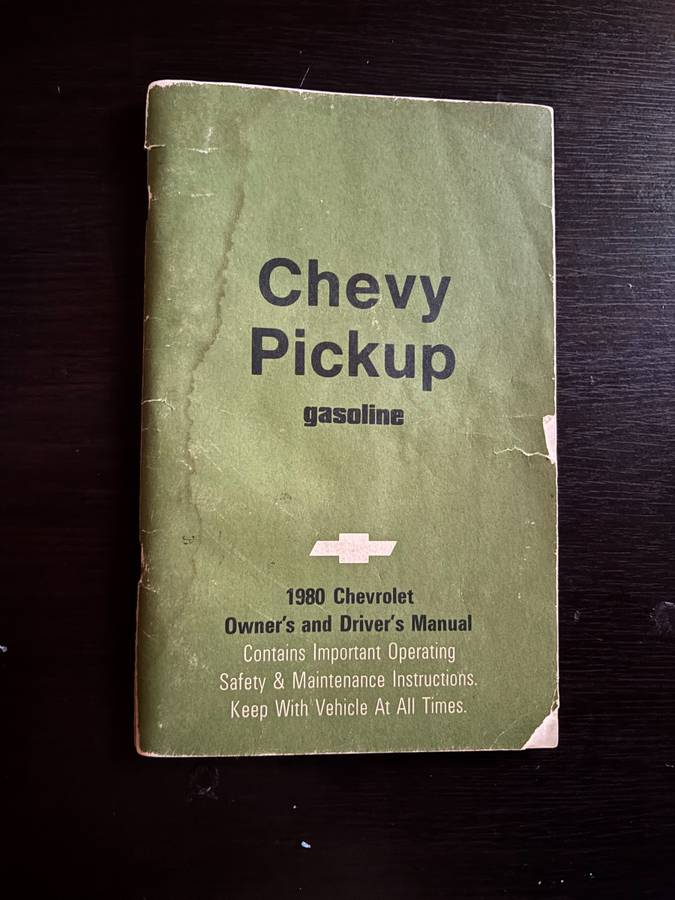 Chevy
Pickup
gasoline
1980 Chevrolet
Owner's and Driver's Manual
Contains Important Operating
Safety & Maintenance Instructions.
Keep With Vehicle At All Times.